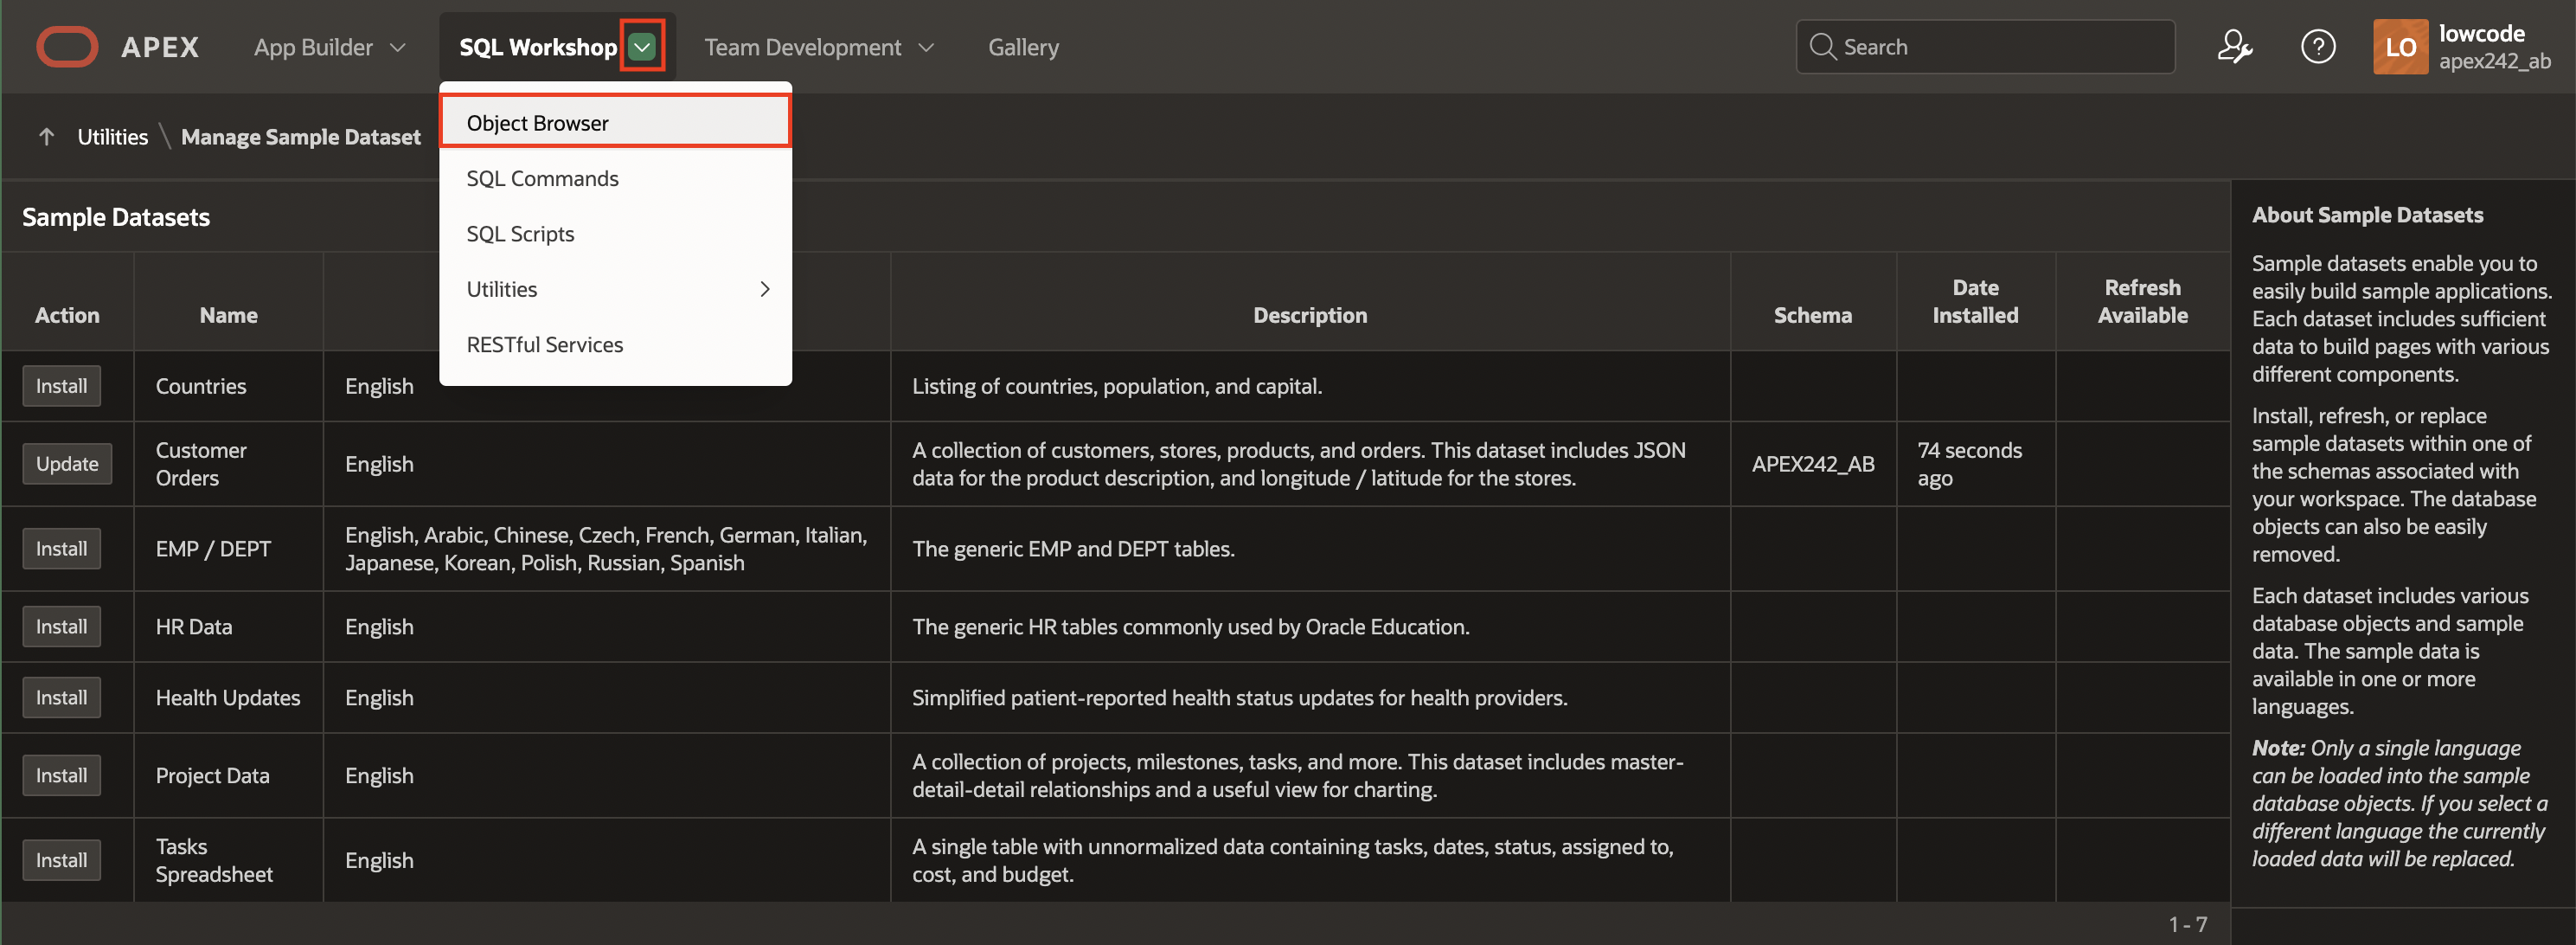 APEX
App Builder
SQL Workshop
Team Development
Gallery
Search
LO
lowcode
apex242_ab
Utilities \ Manage Sample Dataset
Object Browser
SQL Commands
SQL Scripts
Utilities
RESTful Services
Sample Datasets
Action
Name
Description
Schema
Date
Installed
Refresh
Available
Install
Countries
English
Listing of countries, population, and capital.
Update
Customer
Orders
English
A collection of customers, stores, products, and orders. This dataset includes JSON
data for the product description, and longitude / latitude for the stores.
APEX242_AB
74 seconds
ago
Install
EMP / DEPT
English, Arabic, Chinese, Czech, French, German, Italian,
Japanese, Korean, Polish, Russian, Spanish
The generic EMP and DEPT tables.
Install
HR Data
English
The generic HR tables commonly used by Oracle Education.
Install
Health Updates
English
Simplified patient-reported health status updates for health providers.
Install
Project Data
English
A collection of projects, milestones, tasks, and more. This dataset includes master-
detail-detail relationships and a useful view for charting.
Install
Tasks
Spreadsheet
English
A single table with unnormalized data containing tasks, dates, status, assigned to,
cost, and budget.
1 - 7
About Sample Datasets
Sample datasets enable you to
easily build sample applications.
Each dataset includes sufficient
data to build pages with various
different components.
Install, refresh, or replace
sample datasets within one of
the schemas associated with
your workspace. The database
objects can also be easily
removed.
Each dataset includes various
database objects and sample
data. The sample data is
available in one or more
languages.
Note: Only a single language
can be loaded into the sample
database objects. If you select a
different language the currently
loaded data will be replaced.